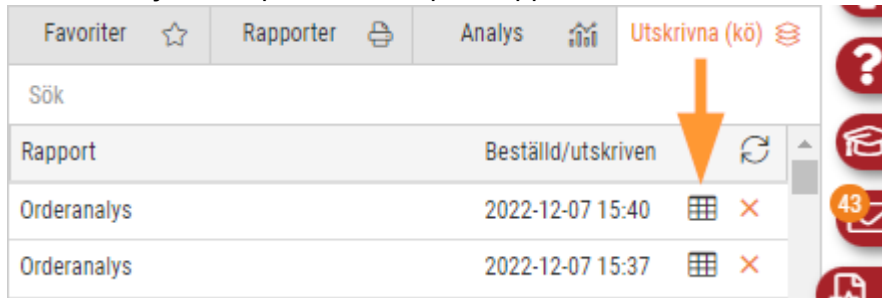 Favoriter Rapporter Analys Utskrivna (kö)
Sök
Rapport Beställd/utskriven
Orderanalys 2022-12-07 15:40
43
Orderanalys 2022-12-07 15:37